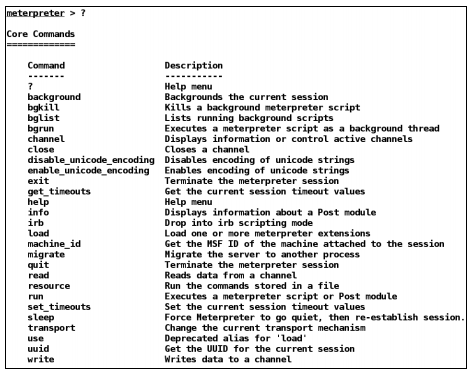 meterpreter > ?
Core Commands
=============
Command Description
------- -----------
? Help menu
background Backgrounds the current session
bgkill Kills a background meterpreter script
bglist Lists running background scripts
bgrun Executes a meterpreter script as a background thread
channel Displays information or control active channels
close Closes a channel
disable_unicode_encoding Disables encoding of unicode strings
enable_unicode_encoding Enables encoding of unicode strings
exit Terminate the meterpreter session
get_timeouts Get the current session timeout values
help Help menu
info Displays information about a Post module
irb Drop into irb scripting mode
load Load one or more meterpreter extensions
machine_id Get the MSF ID of the machine attached to the session
migrate Migrate the server to another process
quit Terminate the meterpreter session
read Reads data from a channel
resource Run the commands stored in a file
run Executes a meterpreter script or Post module
set_timeouts Set the current session timeout values
sleep Force Meterpreter to go quiet, then re-establish session.
transport Change the current transport mechanism
use Deprecated alias for 'load'
uuid Get the UUID for the current session
write Writes data to a channel